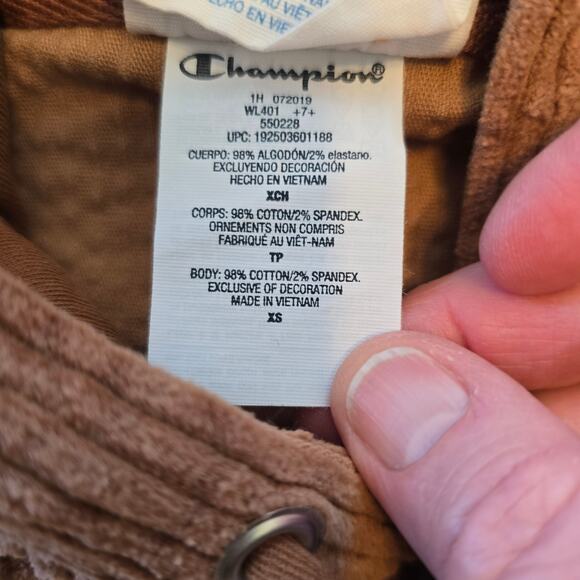 AU VIÊT
HECHO EN VIE
Champion®
1H 072019
WL401 +7+
550228
UPC: 192503601188
CUERPO: 98% ALGODÓN/2% elastano.
EXCLUYENDO DECORACIÓN
HECHO EN VIETNAM
XCH
CORPS: 98% COTON/2% SPANDEX.
ORNEMENTS NON COMPRIS
FABRIQUÉ AU VIÊT-NAM
TP
BODY: 98% COTTON/2% SPANDEX.
EXCLUSIVE OF DECORATION
MADE IN VIETNAM
XS